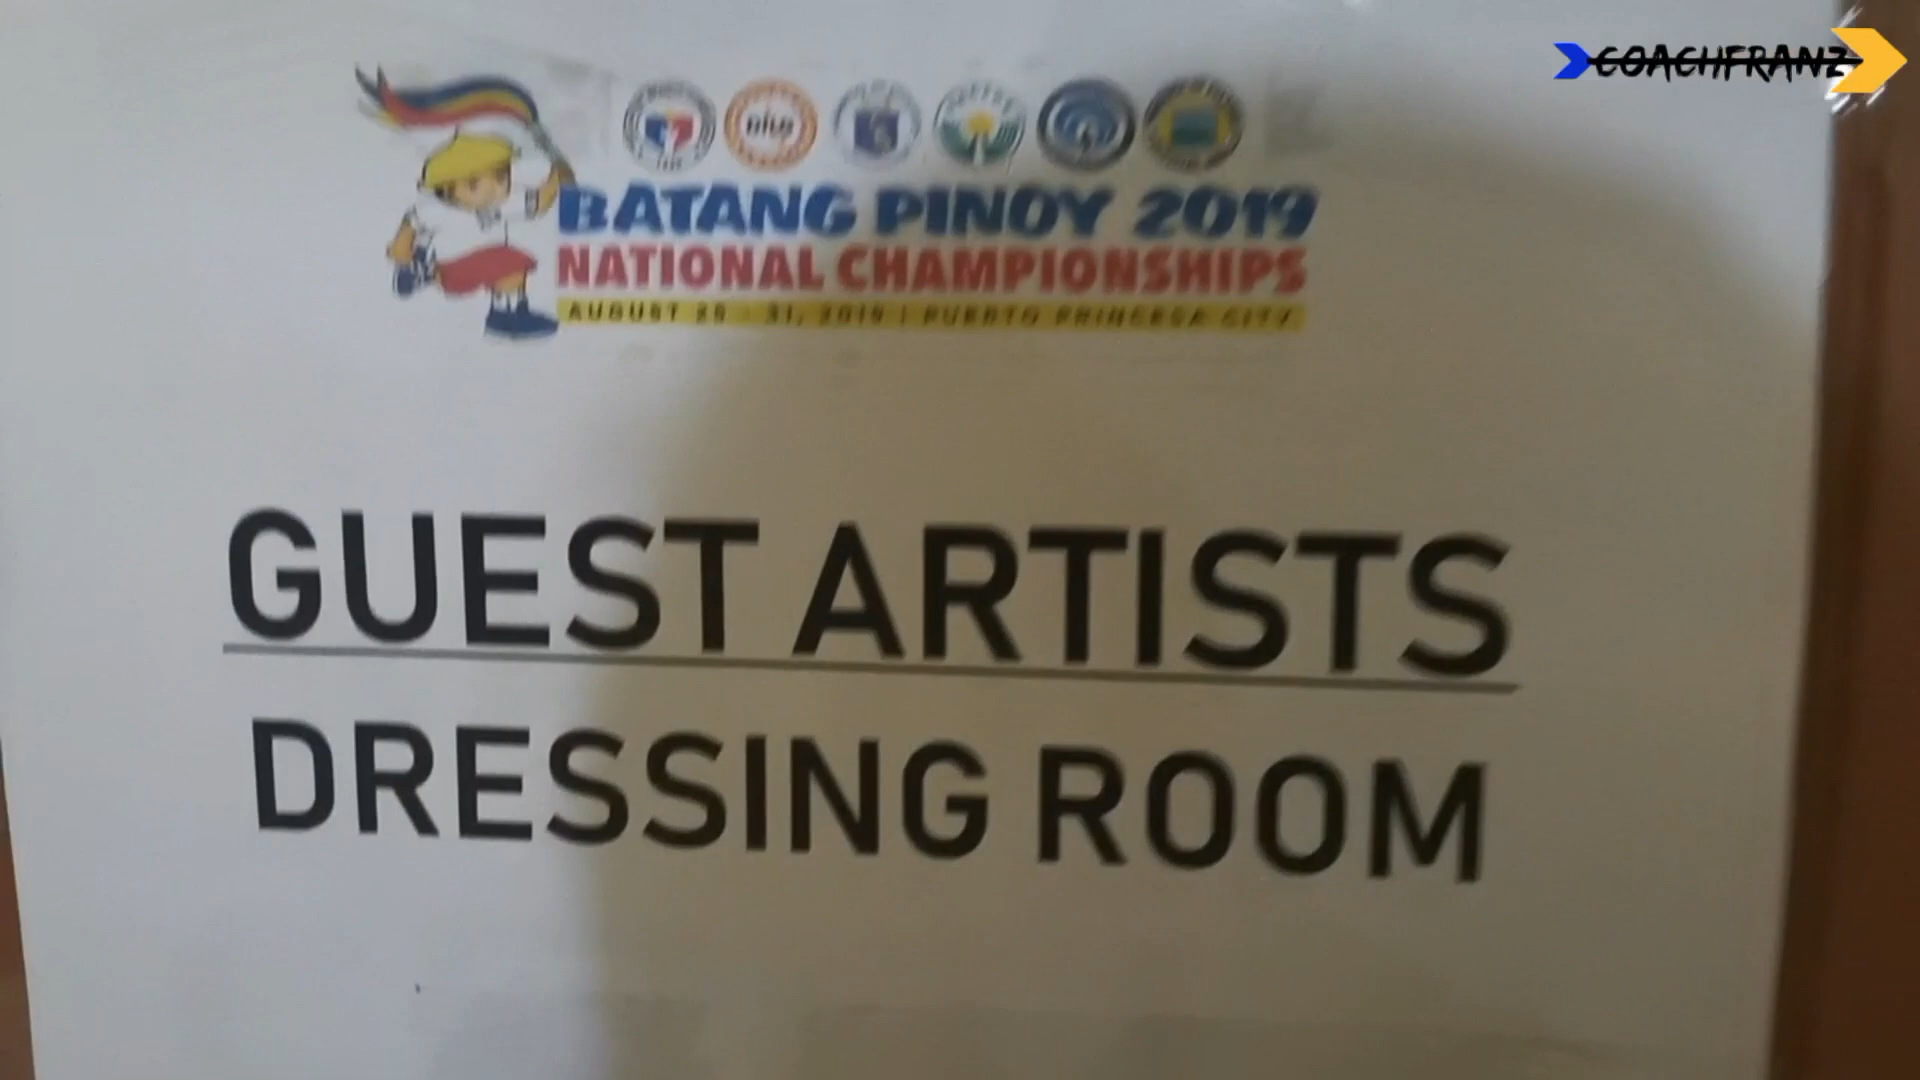 COACHFRANZ
BATANG PINOY 2019
NATIONAL CHAMPIONSHIPS
AUGUST 25 - 31, 2019 | PUERTO PRINCESA CITY
GUEST ARTISTS
DRESSING ROOM